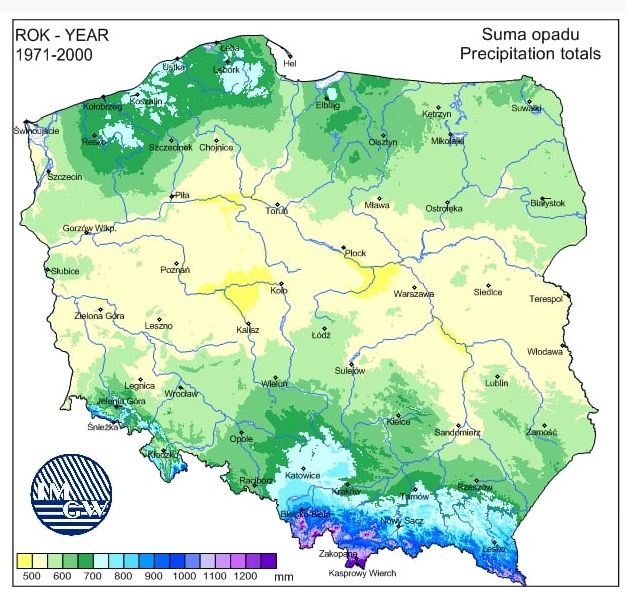 ROK - YEAR
1971-2000
Suma opadu
Precipitation totals
Łeba
Ustka
Lębork
Hel
Kołobrzeg
Koszalin
Elbląg
Kętrzyn
Suwałki
Świnoujście
Resko
Szczecinek
Chojnice
Olsztyn
Mikołajki
Szczecin
Piła
Toruń
Mława
Ostrołęka
Białystok
Gorzów Wlkp.
Płock
Słubice
Poznań
Koło
Warszawa
Siedlce
Terespol
Zielona Góra
Leszno
Kalisz
Łódź
Włodawa
Sulejów
Legnica
Wrocław
Wieluń
Lublin
Jelenia Góra
Śnieżka
Opole
Kielce
Sandomierz
Zamość
Kłodzko
Katowice
Racibórz
Kraków
Tarnów
Rzeszów
Bielsko Biała
Nowy Sącz
Lesko
Zakopane
Kasprowy Wierch
IM
GW
500 600 700 800 900 1000 1100 1200 mm